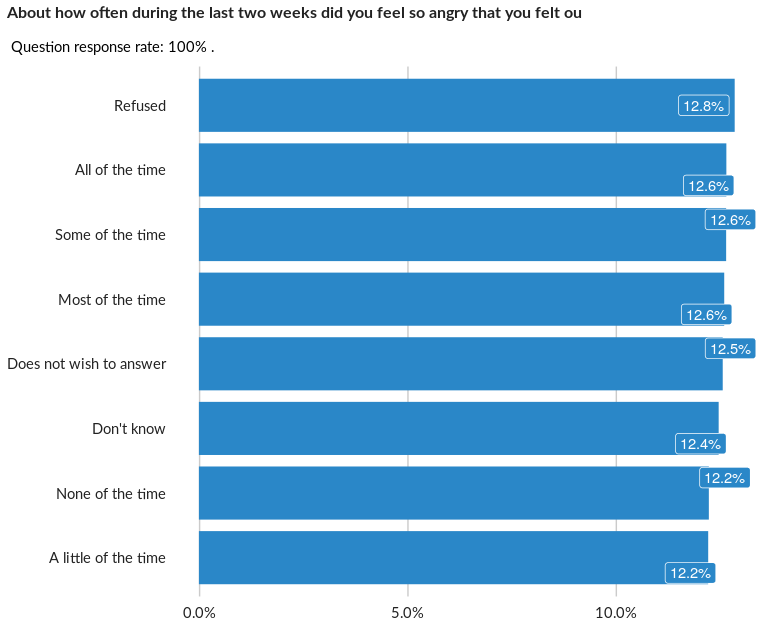 About how often during the last two weeks did you feel so angry that you felt ou
Question response rate: 100% .
Refused
12.8%
All of the time
12.6%
Some of the time
12.6%
Most of the time
12.6%
Does not wish to answer
12.5%
Don't know
12.4%
None of the time
12.2%
A little of the time
12.2%
0.0% 5.0% 10.0%